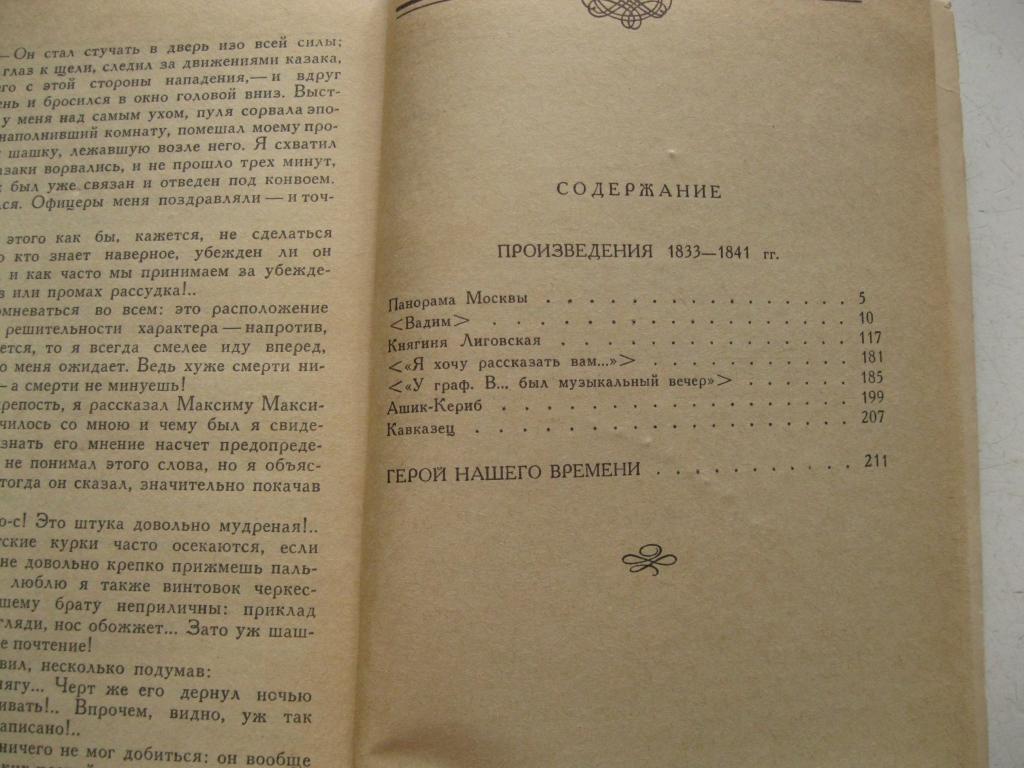 —Он стал стучать в дверь изо всей силы;
глаз к щели, следил за движениями казака,
его с этой стороны нападения,— и вдруг
ень и бросился в окно головой вниз. Выст-
у меня над самым ухом, пуля сорвала эпо-
наполнивший комнату, помешал моему про-
шашку, лежавшую возле него. Я схватил
азаки ворвались, и не прошло трех минут,
был уже связан и отведен под конвоем.
лся. Офицеры меня поздравляли — и точ-
этого как бы, кажется, не сделаться
о кто знает наверное, убежден ли он
и как часто мы принимаем за убежде-
в или промах рассудка!..
омневаться во всем: это расположение
решительности характера — напротив,
ется, то я всегда смелее иду вперед,
о меня ожидает. Ведь хуже смерти ни-
— а смерти не минуешь!
репость, я рассказал Максиму Макси-
чилось со мною и чему был я свиде-
знать его мнение насчет предопреде-
не понимал этого слова, но я объяс-
тогда он сказал, значительно покачав
о-с! Это штука довольно мудреная!..
тские курки часто осекаются, если
не довольно крепко прижмешь паль-
люблю я также винтовок черкес-
шему брату неприличны: приклад
гляди, нос обожжет... Зато уж шаш-
е почтение!
вил, несколько подумав:
нягу... Черт же его дернул ночью
ивать!.. Впрочем, видно, уж так
аписано!..
ничего не мог добиться: он вообще
СОДЕРЖАНИЕ
ПРОИЗВЕДЕНИЯ 1833—1841 гг.
Панорама Москвы . . . . . . . . . . . . . . . . 5
<Вадим> . . . . . . . . . . . . . . . . . . 10
Княгиня Лиговская . . . . . . . . . . . . . . . 117
<«Я хочу рассказать вам...»> . . . . . . . . . . . 181
<«У граф. В... был музыкальный вечер»> . . . . . . 185
Ашик-Кериб . . . . . . . . . . . . . . . . . 199
Кавказец . . . . . . . . . . . . . . . . . . 207
ГЕРОЙ НАШЕГО ВРЕМЕНИ . . . . . . . . . . . 211